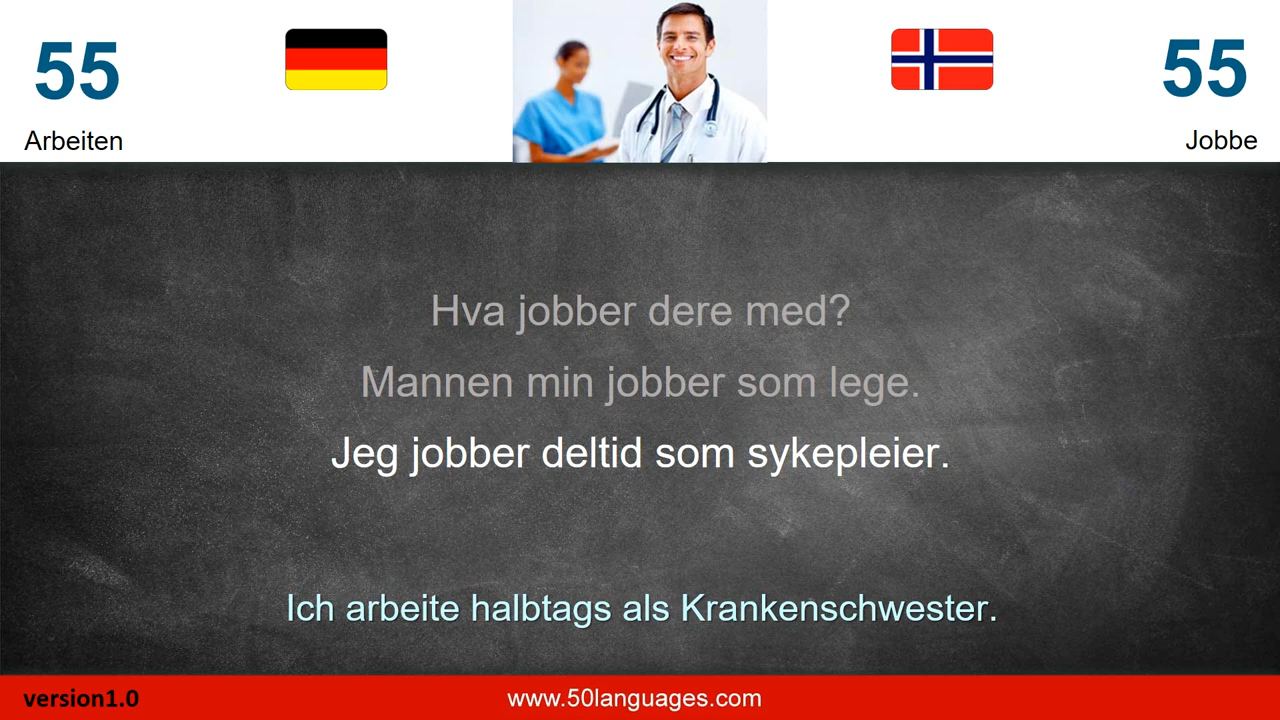 55
55
Arbeiten
Jobbe
Hva jobber dere med?
Mannen min jobber som lege.
Jeg jobber deltid som sykepleier.
Ich arbeite halbtags als Krankenschwester.
version1.0
www.50languages.com